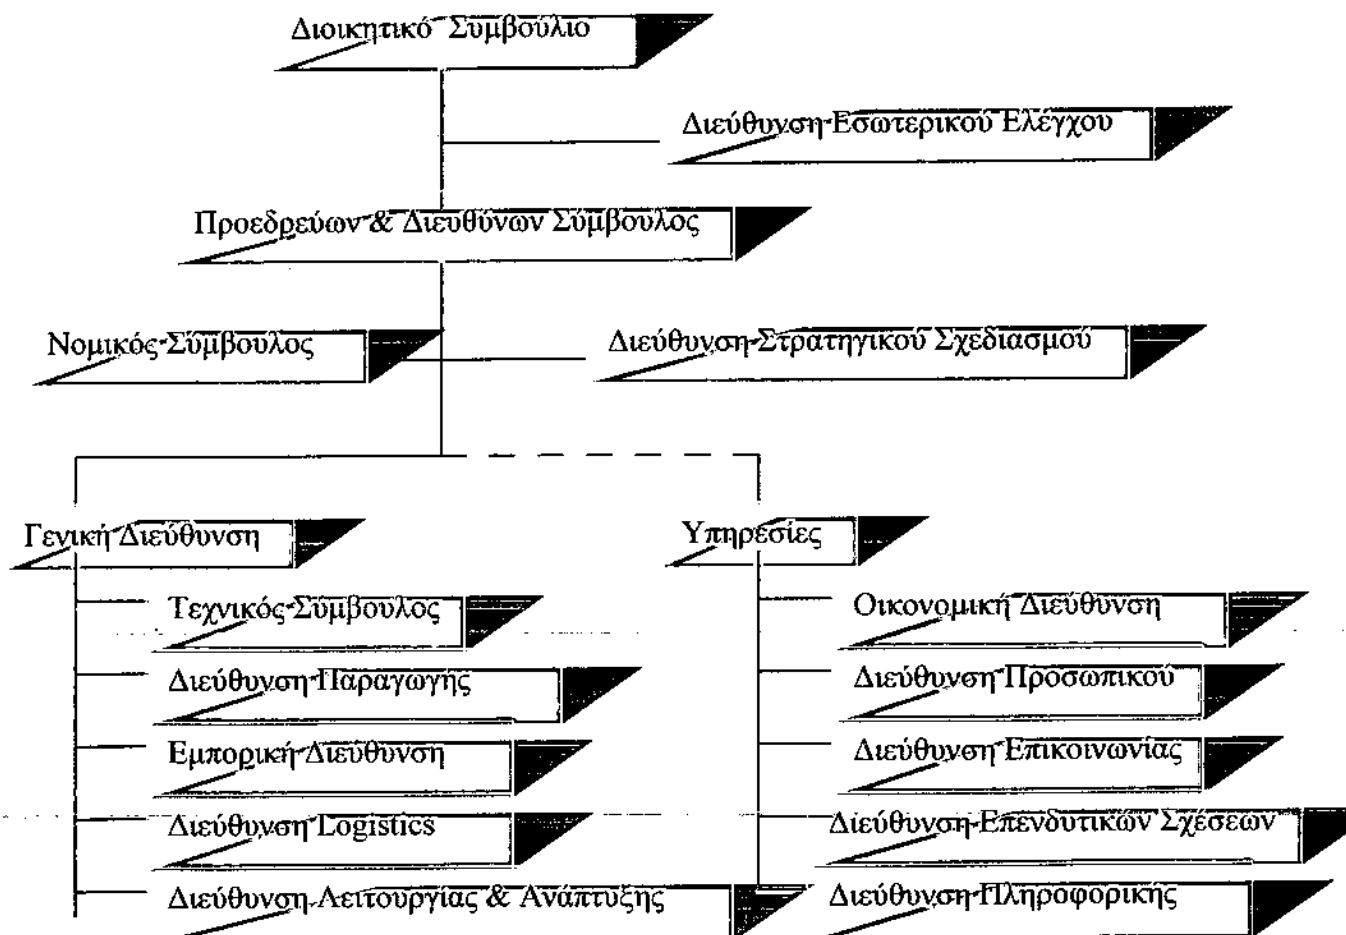 Διοικητικό Συμβούλιο
Διεύθυνση Εσωτερικού Ελέγχου
Προεδρεύων & Διευθύνων Σύμβουλος
Νομικός Σύμβουλος
Διεύθυνση Στρατηγικού Σχεδιασμού
Γενική Διεύθυνση
Τεχνικός Σύμβουλος
Διεύθυνση Παραγωγής
Εμπορική Διεύθυνση
Διεύθυνση Logistics
Διεύθυνση Λειτουργίας & Ανάπτυξης
Υπηρεσίες
Οικονομική Διεύθυνση
Διεύθυνση Προσωπικού
Διεύθυνση Επικοινωνίας
Διεύθυνση Επενδυτικών Σχέσεων
Διεύθυνση Πληροφορικής